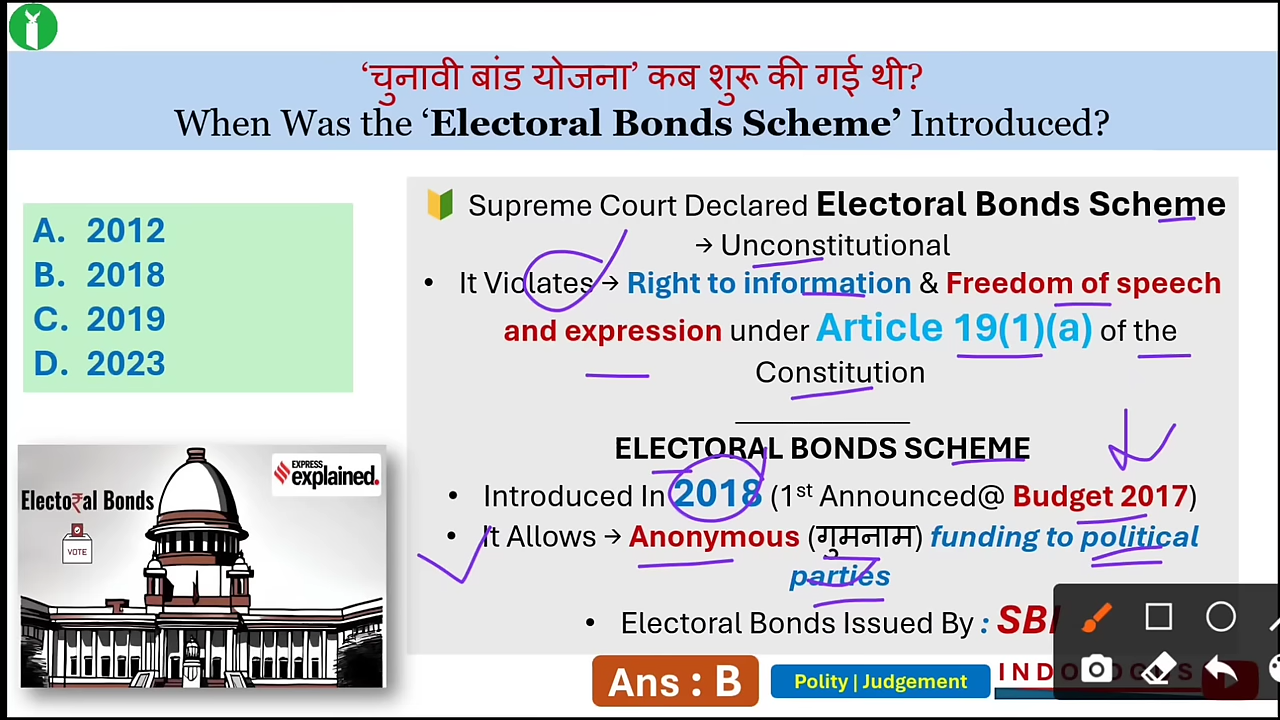 ‘चुनावी बांड योजना’ कब शुरू की गई थी?
When Was the ‘Electoral Bonds Scheme’ Introduced?
A. 2012
B. 2018
C. 2019
D. 2023
Supreme Court Declared Electoral Bonds Scheme
→ Unconstitutional
• It Violates → Right to information & Freedom of speech
and expression under Article 19(1)(a) of the
Constitution
ELECTORAL BONDS SCHEME
• Introduced In 2018 (1st Announced@ Budget 2017)
• It Allows → Anonymous (गुमनाम) funding to political
parties
• Electoral Bonds Issued By : SBI
EXPRESS
explained.
Electo₹al Bonds
VOTE
Ans : B
Polity | Judgement